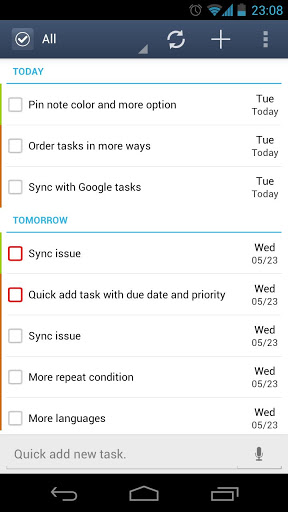 23:08
All
TODAY
Pin note color and more option
Tue
Today
Order tasks in more ways
Tue
Today
Sync with Google tasks
Tue
Today
TOMORROW
Sync issue
Wed
05/23
Quick add task with due date and priority
Wed
05/23
Sync issue
Wed
05/23
More repeat condition
Wed
05/23
More languages
Wed
05/23
Quick add new task.